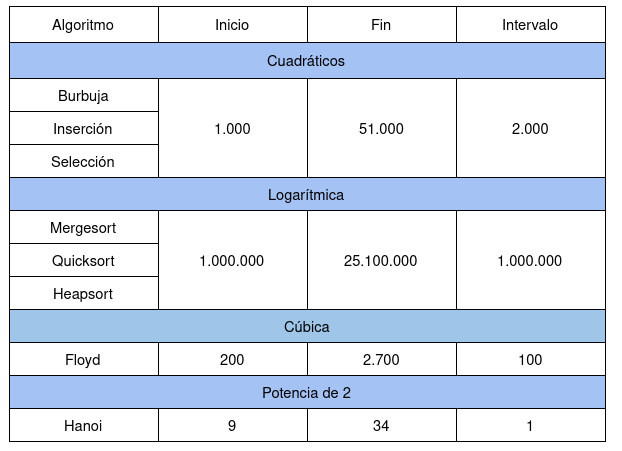 Algoritmo Inicio Fin Intervalo
Cuadráticos
Burbuja
Inserción 1.000 51.000 2.000
Selección
Logarítmica
Mergesort
Quicksort 1.000.000 25.100.000 1.000.000
Heapsort
Cúbica
Floyd 200 2.700 100
Potencia de 2
Hanoi 9 34 1